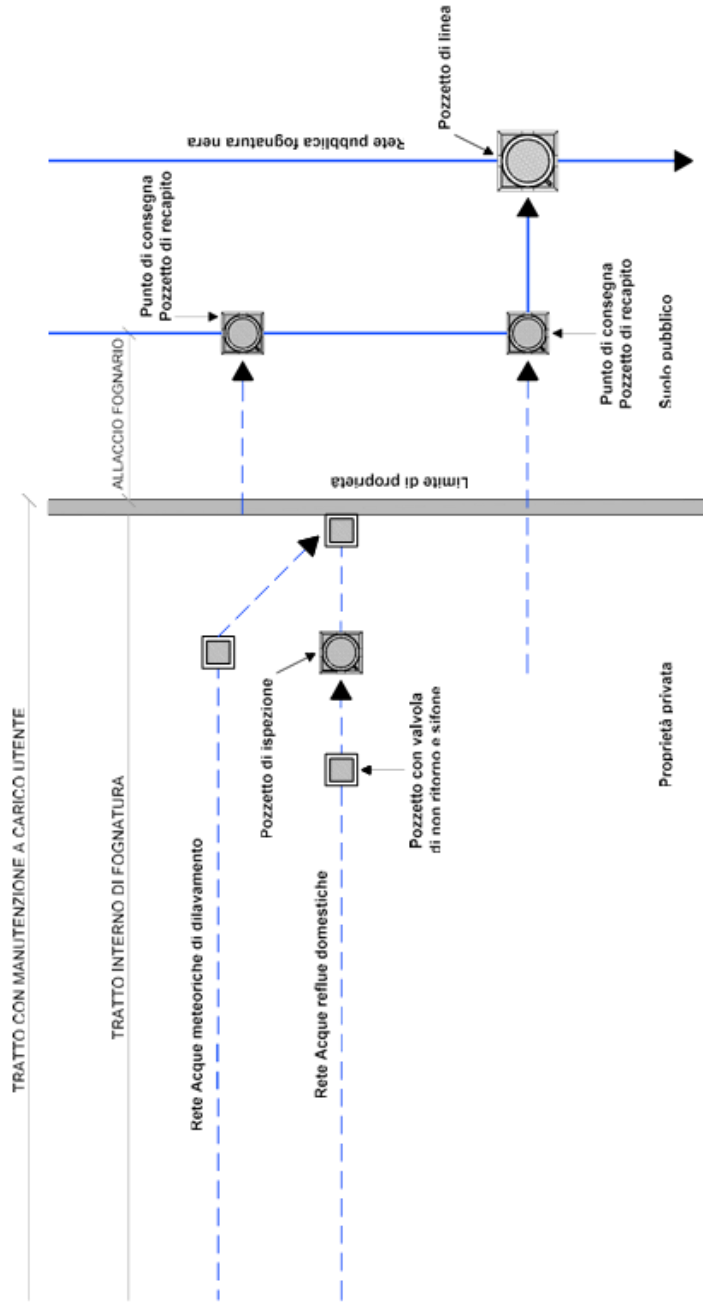 TRATTO CON MANUTENZIONE A CARICO UTENTE
TRATTO INTERNO DI FOGNATURA
ALLACCIO FOGNARIO
Rete Acque meteoriche di dilavamento
Pozzetto di ispezione
Rete Acque reflue domestiche
Pozzetto con valvola
di non ritorno e sifone
Proprietà privata
Limite di proprietà
Punto di consegna
Pozzetto di recapito
Rete pubblica fognatura nera
Pozzetto di linea
Punto di consegna
Pozzetto di recapito
Suolo pubblico